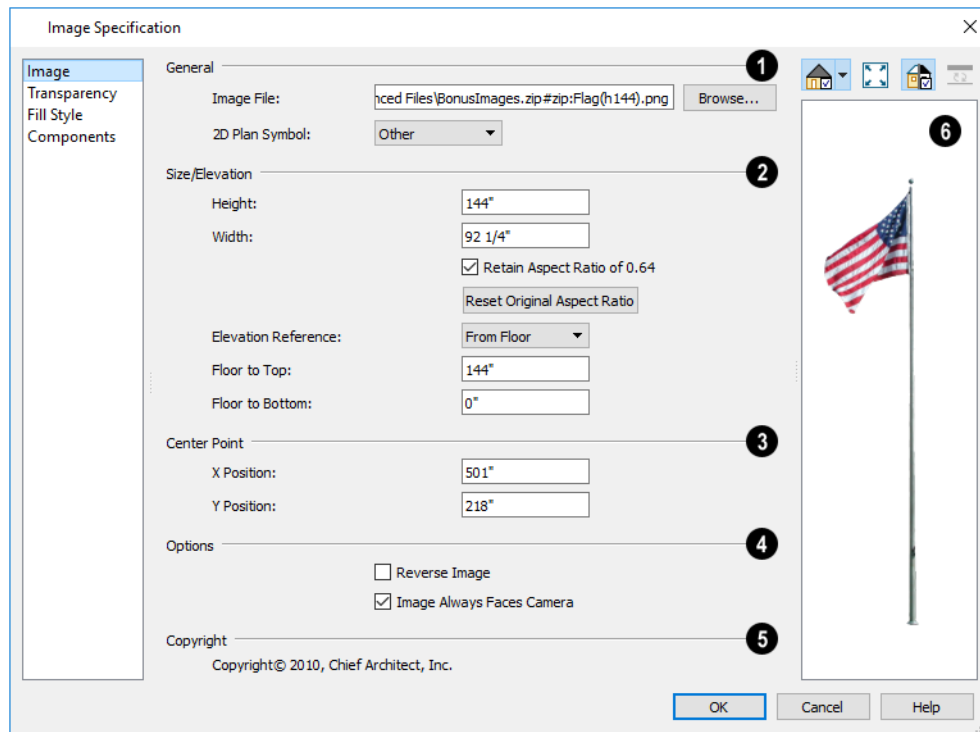 Image Specification
Image
Transparency
Fill Style
Components
General 1
Image File: nced Files\BonusImages.zip#zip:Flag(h144).png Browse...
2D Plan Symbol: Other
Size/Elevation 2
Height: 144"
Width: 92 1/4"
Retain Aspect Ratio of 0.64
Reset Original Aspect Ratio
Elevation Reference: From Floor
Floor to Top: 144"
Floor to Bottom: 0"
Center Point 3
X Position: 501"
Y Position: 218"
Options 4
Reverse Image
Image Always Faces Camera
Copyright 5
Copyright© 2010, Chief Architect, Inc.
6
OK Cancel Help